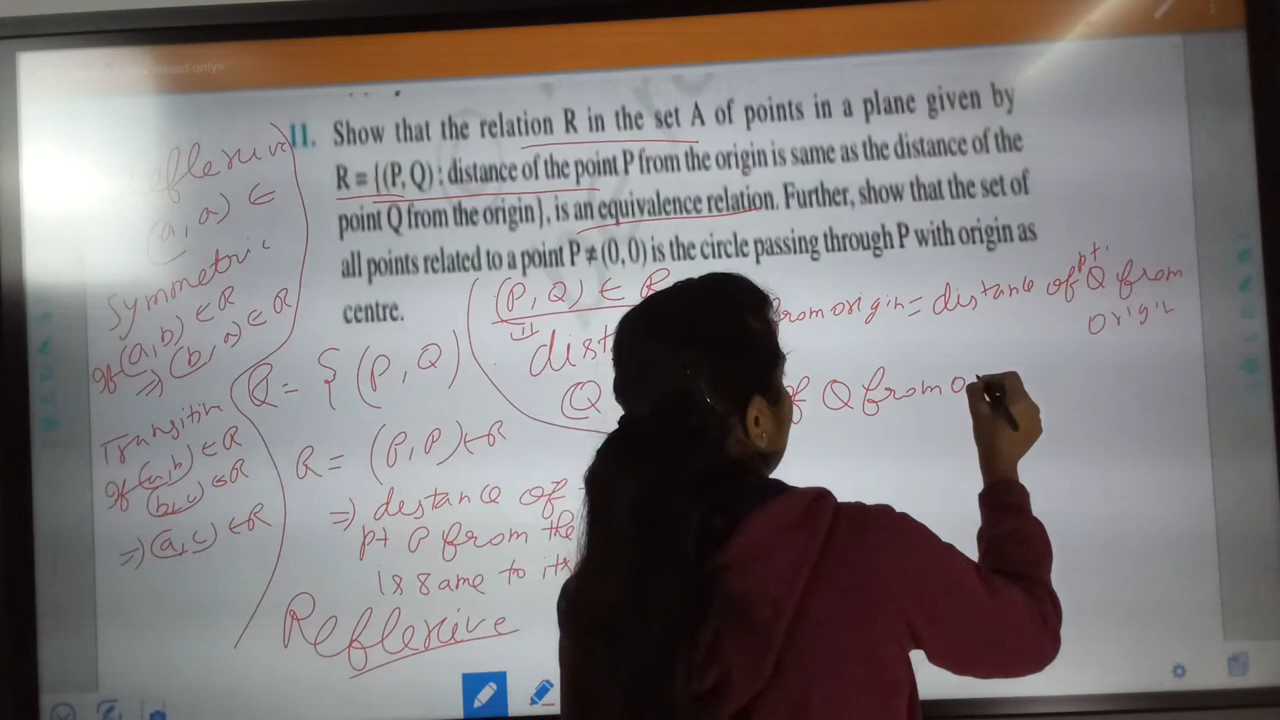 11. Show that the relation R in the set A of points in a plane given by
R = {(P, Q) : distance of the point P from the origin is same as the distance of the
point Q from the origin}, is an equivalence relation. Further, show that the set of
all points related to a point P ≠ (0, 0) is the circle passing through P with origin as
centre.
eflexive
(a, a) ∈
Symmetric
If (a, b) ∈ R
⇒ (b, a) ∈ R
Transitive
If (a, b) ∈ R
(b, c) ∈ R
⇒ (a, c) ∈ R
R = { (P, Q)
R = (P, P) ∈ R
⇒ destance of
pt P from the
is same to its
Reflexive
(P, Q) ∈ R
dist from origin = distance of pt. Q from
origin
Q of Q from o